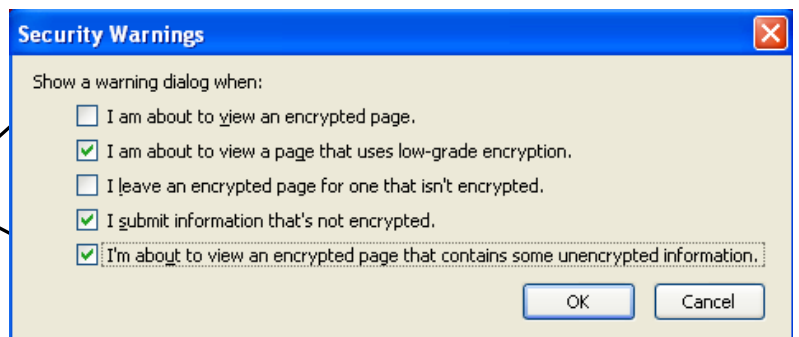 Security Warnings
Show a warning dialog when:
I am about to view an encrypted page.
I am about to view a page that uses low-grade encryption.
I leave an encrypted page for one that isn't encrypted.
I submit information that's not encrypted.
I'm about to view an encrypted page that contains some unencrypted information.
OK Cancel